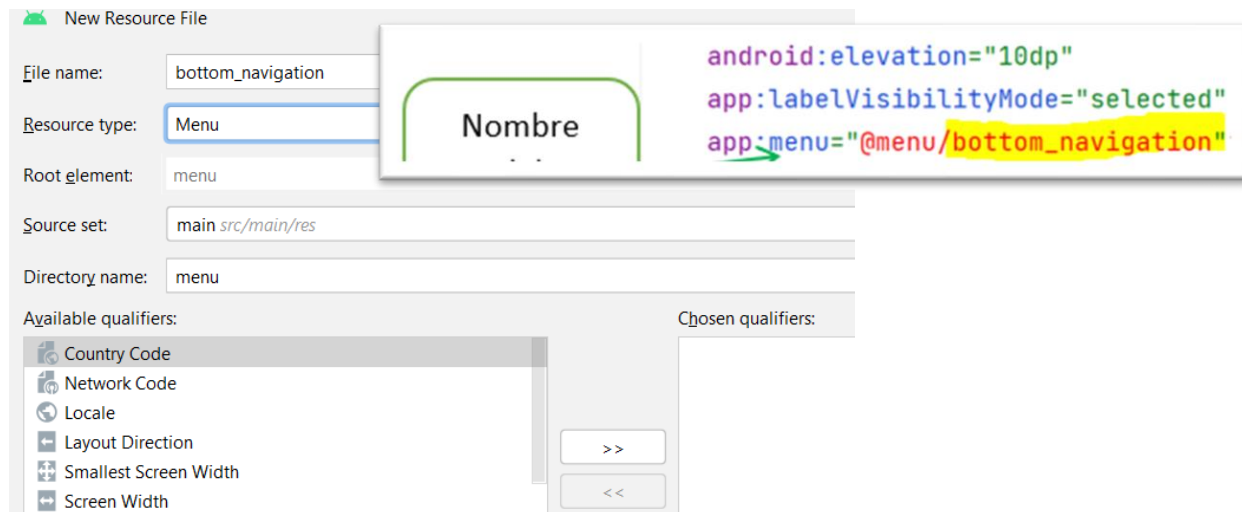 New Resource File
File name:
bottom_navigation
Resource type:
Menu
Root element:
menu
Source set:
main src/main/res
Directory name:
menu
Available qualifiers:
Country Code
Network Code
Locale
Layout Direction
Smallest Screen Width
Screen Width
>>
<<
Chosen qualifiers:
Nombre
android:elevation="10dp"
app:labelVisibilityMode="selected"
app:menu="@menu/bottom_navigation"